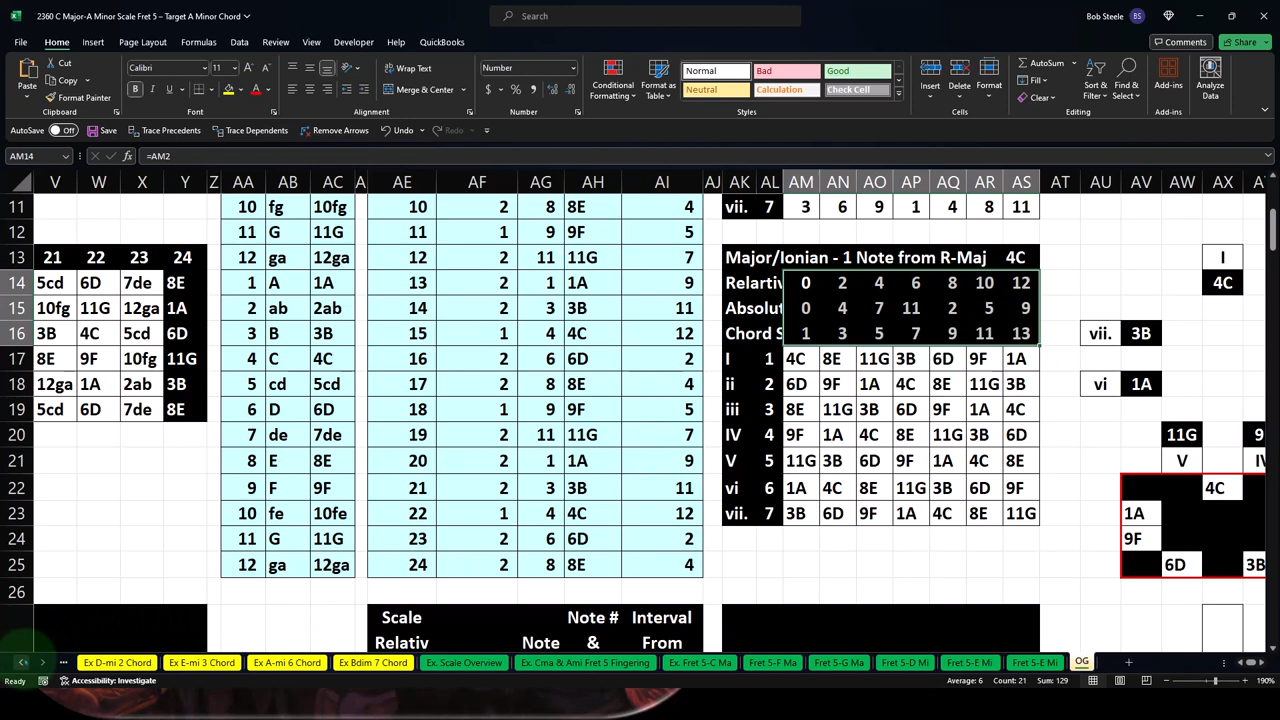 2360 C Major-A Minor Scale Fret 5 – Target A Minor Chord
Search
Bob Steele BS
File Home Insert Page Layout Formulas Data Review View Developer Help QuickBooks Comments Share
Cut Calibri 11 Wrap Text Number Normal Bad Good AutoSum
Copy Conditional Format as Insert Delete Format Fill Sort & Find & Add-ins Analyze
Paste Format Painter Merge & Center Formatting Table Neutral Calculation Check Cell Clear Filter Select Data
Clipboard Font Alignment Number Styles Cells Editing Add-ins
AutoSave Off Save Trace Precedents Trace Dependents Remove Arrows Undo Redo
AM14 fx =AM2
V W X Y Z AA AB AC A AE AF AG AH AI AJ AK AL AM AN AO AP AQ AR AS AT AU AV AW AX
11 10 fg 10fg 10 2 8 8E 4 vii. 7 3 6 9 1 4 8 11
12 11 G 11G 11 1 9 9F 5
13 21 22 23 24 12 ga 12ga 12 2 11 11G 7 Major/Ionian - 1 Note from R-Maj 4C I
14 5cd 6D 7de 8E 1 A 1A 13 2 1 1A 9 Relartiv 0 2 4 6 8 10 12 4C
15 10fg 11G 12ga 1A 2 ab 2ab 14 2 3 3B 11 Absolut 0 4 7 11 2 5 9
16 3B 4C 5cd 6D 3 B 3B 15 1 4 4C 12 Chord S 1 3 5 7 9 11 13 vii. 3B
17 8E 9F 10fg 11G 4 C 4C 16 2 6 6D 2 I 1 4C 8E 11G 3B 6D 9F 1A
18 12ga 1A 2ab 3B 5 cd 5cd 17 2 8 8E 4 ii 2 6D 9F 1A 4C 8E 11G 3B vi 1A
19 5cd 6D 7de 8E 6 D 6D 18 1 9 9F 5 iii 3 8E 11G 3B 6D 9F 1A 4C
20 7 de 7de 19 2 11 11G 7 IV 4 9F 1A 4C 8E 11G 3B 6D 11G 9
21 8 E 8E 20 2 1 1A 9 V 5 11G 3B 6D 9F 1A 4C 8E V IV
22 9 F 9F 21 2 3 3B 11 vi 6 1A 4C 8E 11G 3B 6D 9F 4C
23 10 fe 10fe 22 1 4 4C 12 vii. 7 3B 6D 9F 1A 4C 8E 11G 1A
24 11 G 11G 23 2 6 6D 2 9F
25 12 ga 12ga 24 2 8 8E 4 6D 3B
26
Scale Note # Interval
Relativ Note & From
Ex D-mi 2 Chord Ex E-mi 3 Chord Ex A-mi 6 Chord Ex Bdim 7 Chord Ex. Scale Overview Ex. Cma & Ami Fret 5 Fingering Ex. Fret 5-C Ma Fret 5-F Ma Fret 5-G Ma Fret 5-D Mi Fret 5-E Mi Fret 5-E Mi OG
Ready Accessibility: Investigate Average: 6 Count: 21 Sum: 129 190%